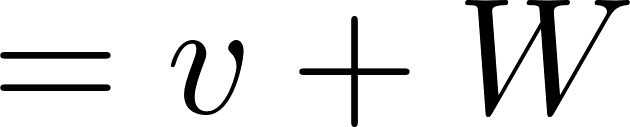 = v + W